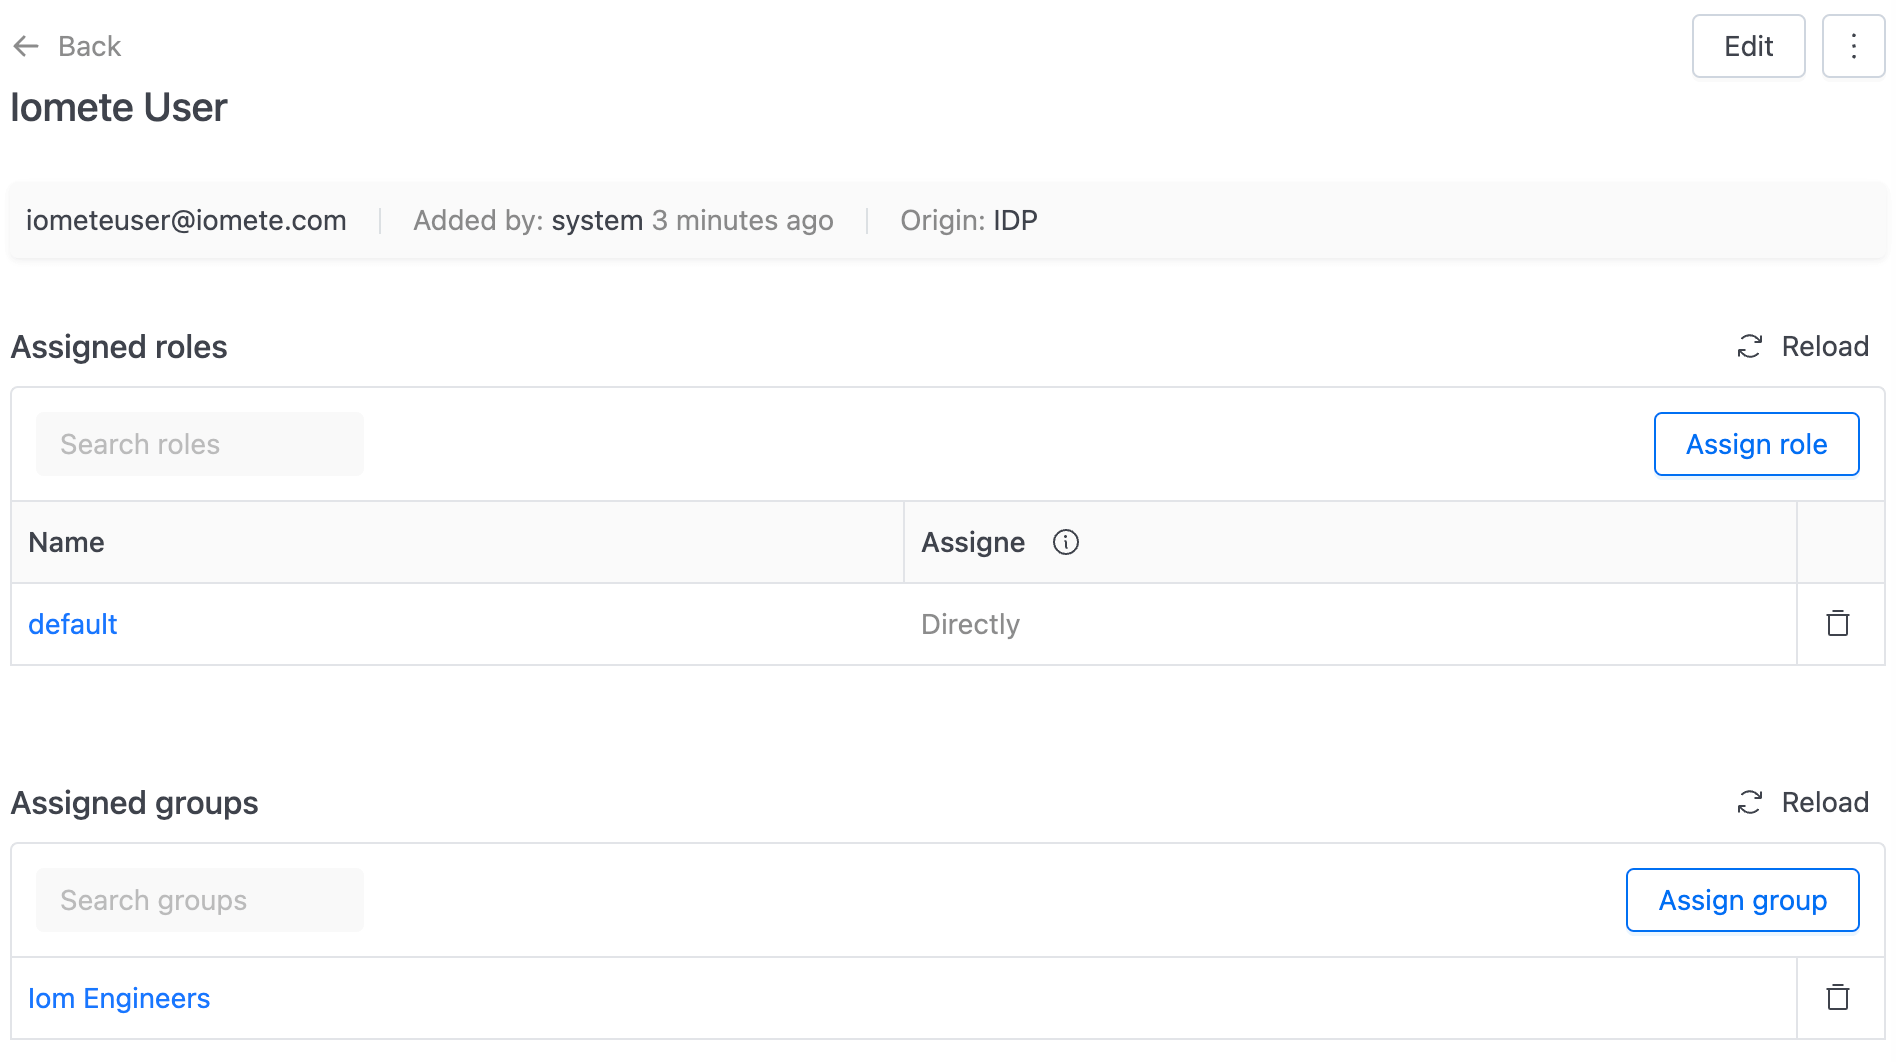 Back
Edit
Iomete User
iometeuser@iomete.com Added by: system 3 minutes ago Origin: IDP
Assigned roles
Reload
Search roles
Assign role
Name Assigne
default Directly
Assigned groups
Reload
Search groups
Assign group
Iom Engineers